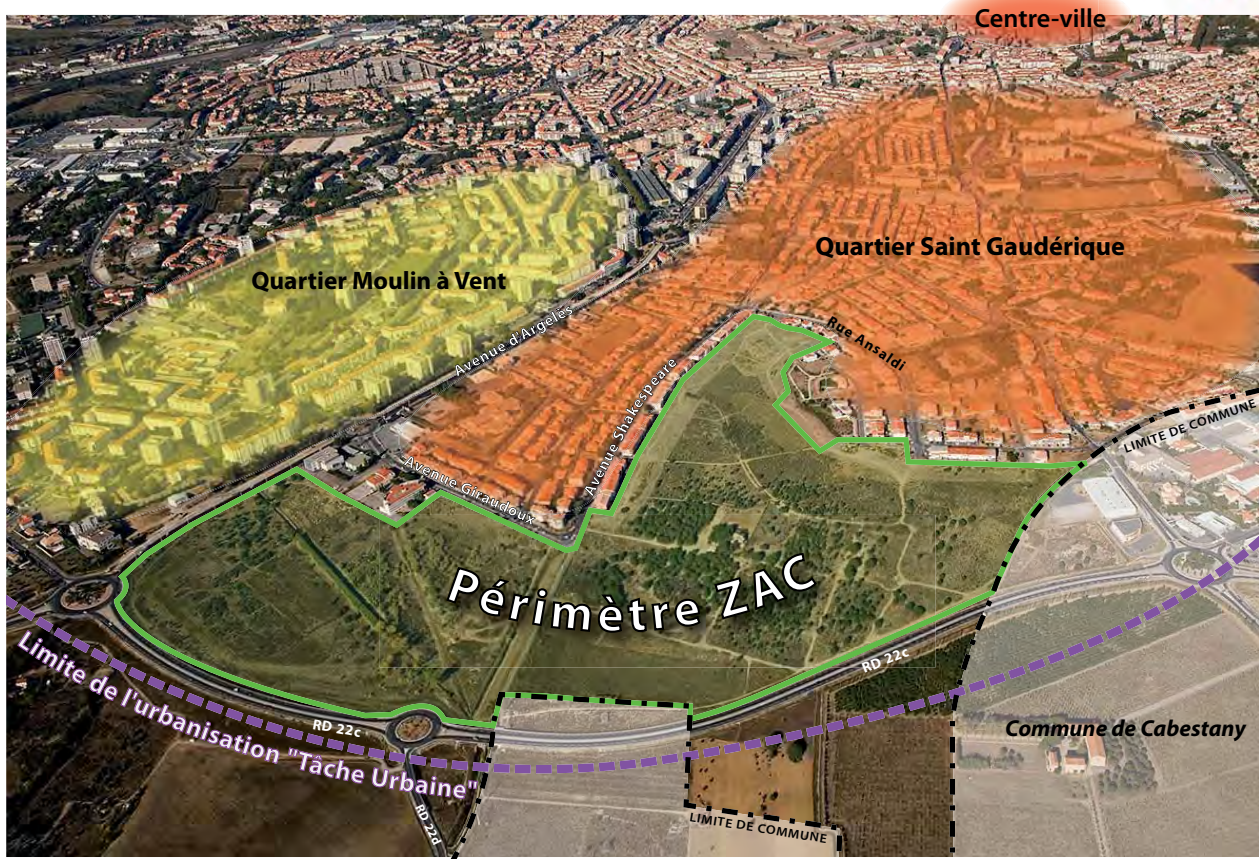 Centre-ville
Quartier Saint Gaudérique
Quartier Moulin à Vent
Avenue d'Argelès
Rue Ansaldi
Avenue Shakespeare
LIMITE DE COMMUNE
Avenue Giraudoux
Périmètre ZAC
RD 22c
Limite de l'urbanisation "Tâche Urbaine"
RD 22c
Commune de Cabestany
LIMITE DE COMMUNE
RD 22d